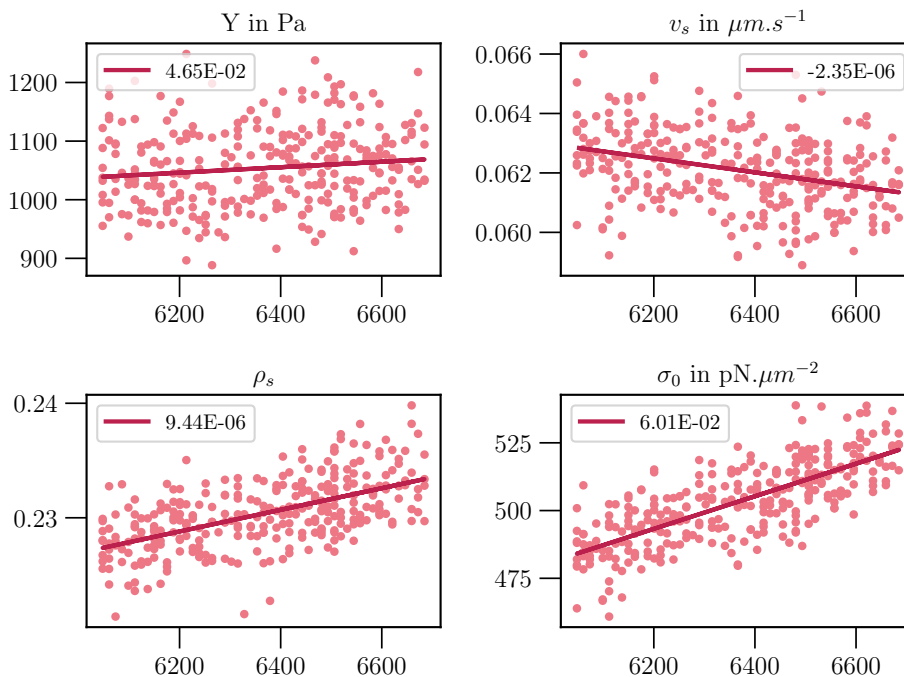 Y in Pa
1200
1100
1000
900
4.65E-02
6200 6400 6600
v_s in μm.s⁻¹
0.066
0.064
0.062
0.060
-2.35E-06
6200 6400 6600
ρ_s
0.24
0.23
9.44E-06
6200 6400 6600
σ₀ in pN.μm⁻²
525
500
475
6.01E-02
6200 6400 6600